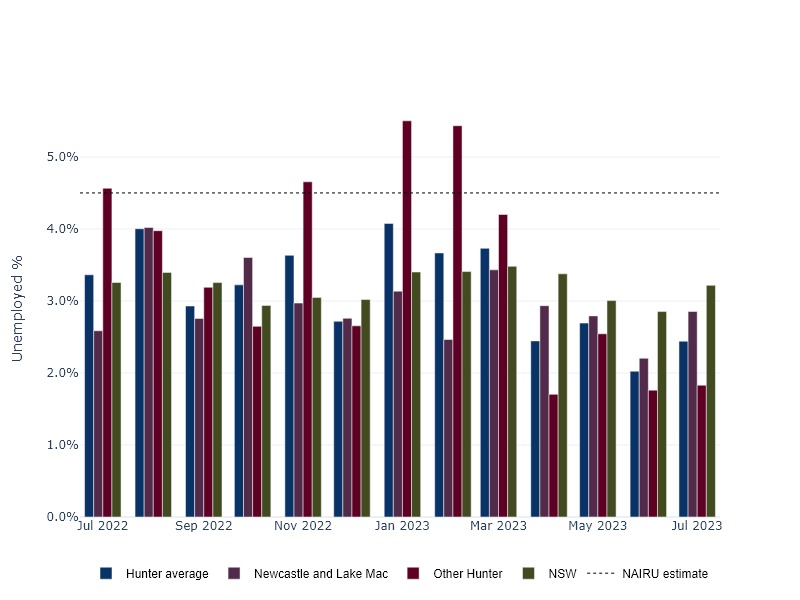 5.0%
4.0%
3.0%
2.0%
1.0%
0.0%
Unemployed %
Jul 2022 Sep 2022 Nov 2022 Jan 2023 Mar 2023 May 2023 Jul 2023
Hunter average Newcastle and Lake Mac Other Hunter NSW NAIRU estimate